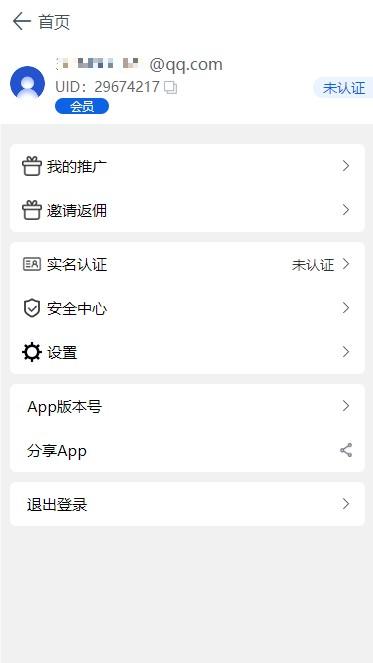 首页
@qq.com
UID：29674217
未认证
会员
我的推广
邀请返佣
实名认证 未认证
安全中心
设置
App版本号
分享App
退出登录